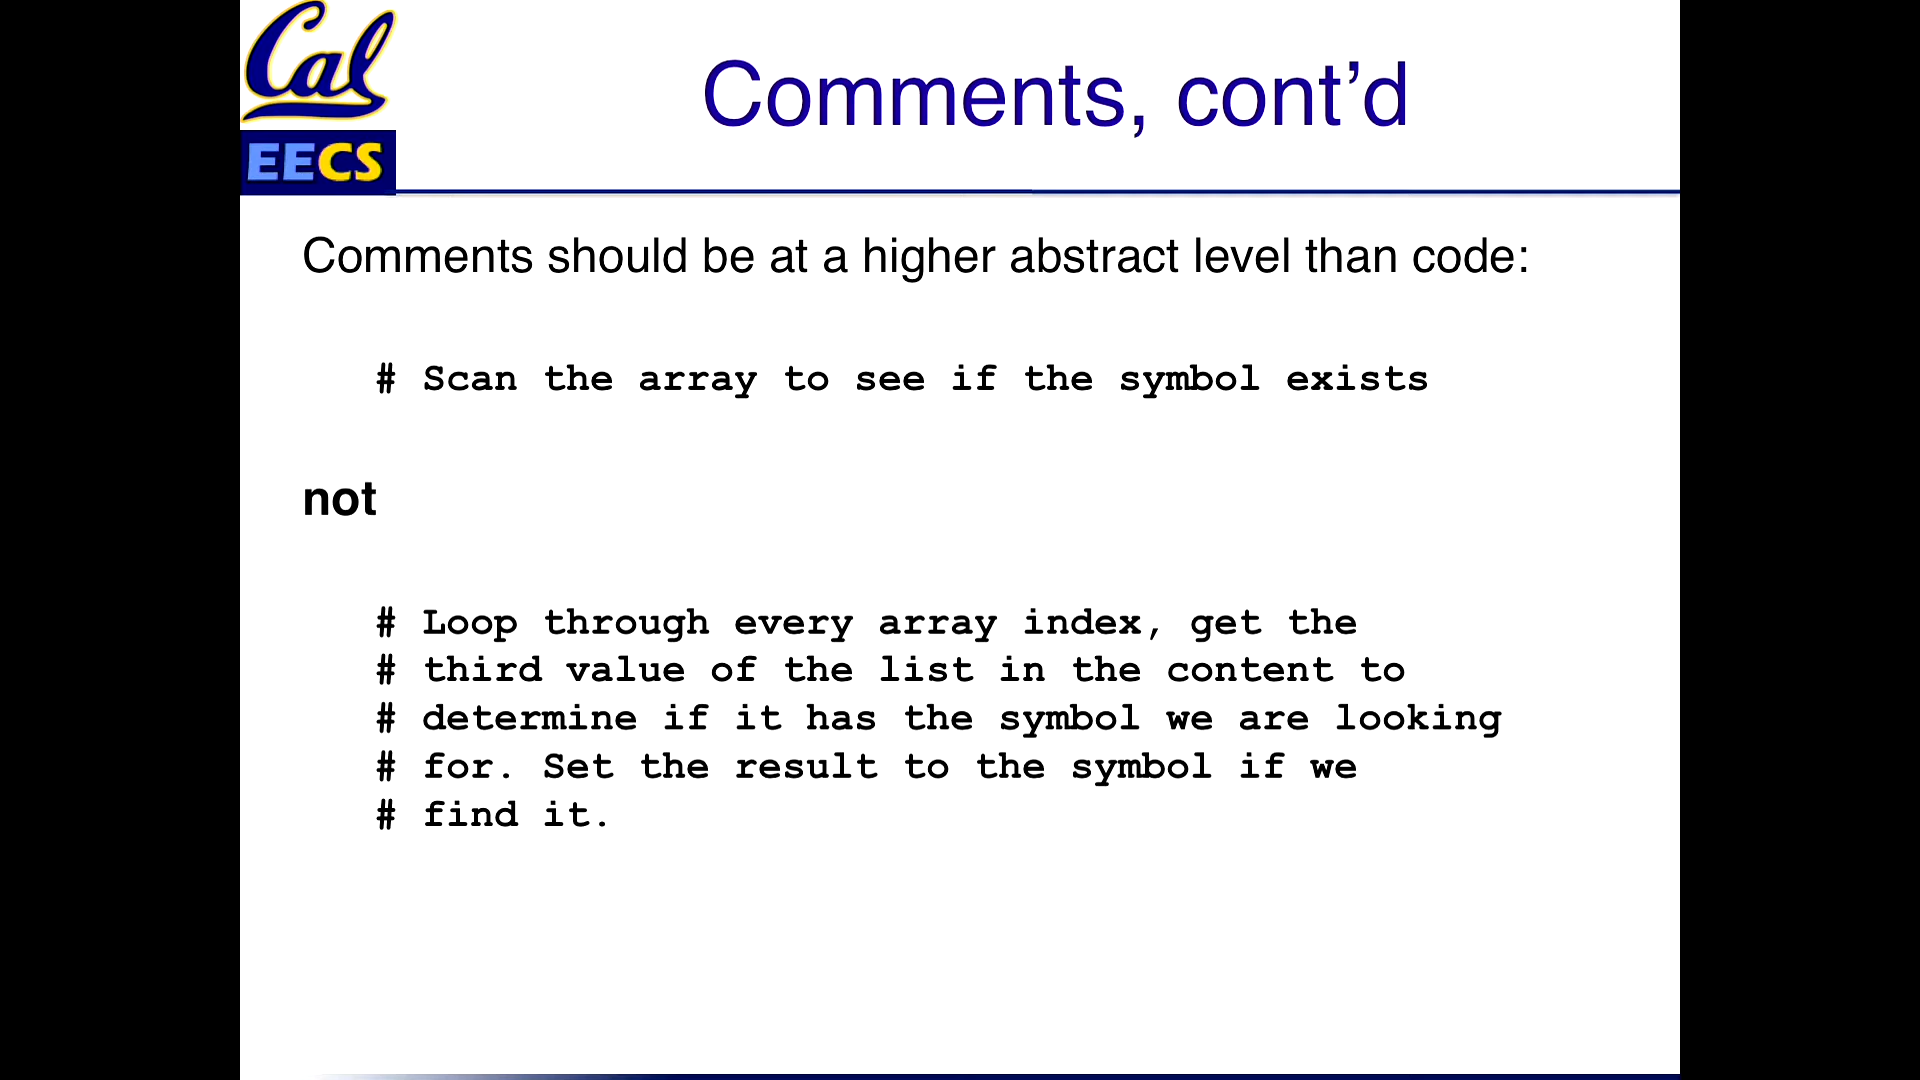 Cal
EECS
Comments, cont’d
Comments should be at a higher abstract level than code:
# Scan the array to see if the symbol exists
not
# Loop through every array index, get the
# third value of the list in the content to
# determine if it has the symbol we are looking
# for. Set the result to the symbol if we
# find it.